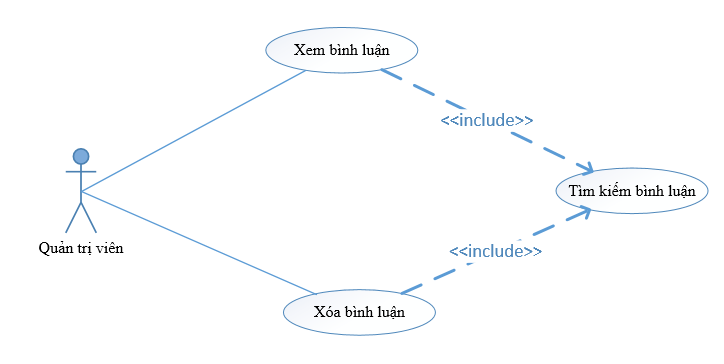 Xem bình luận
<<include>>
Tìm kiếm bình luận
Quản trị viên
<<include>>
Xóa bình luận